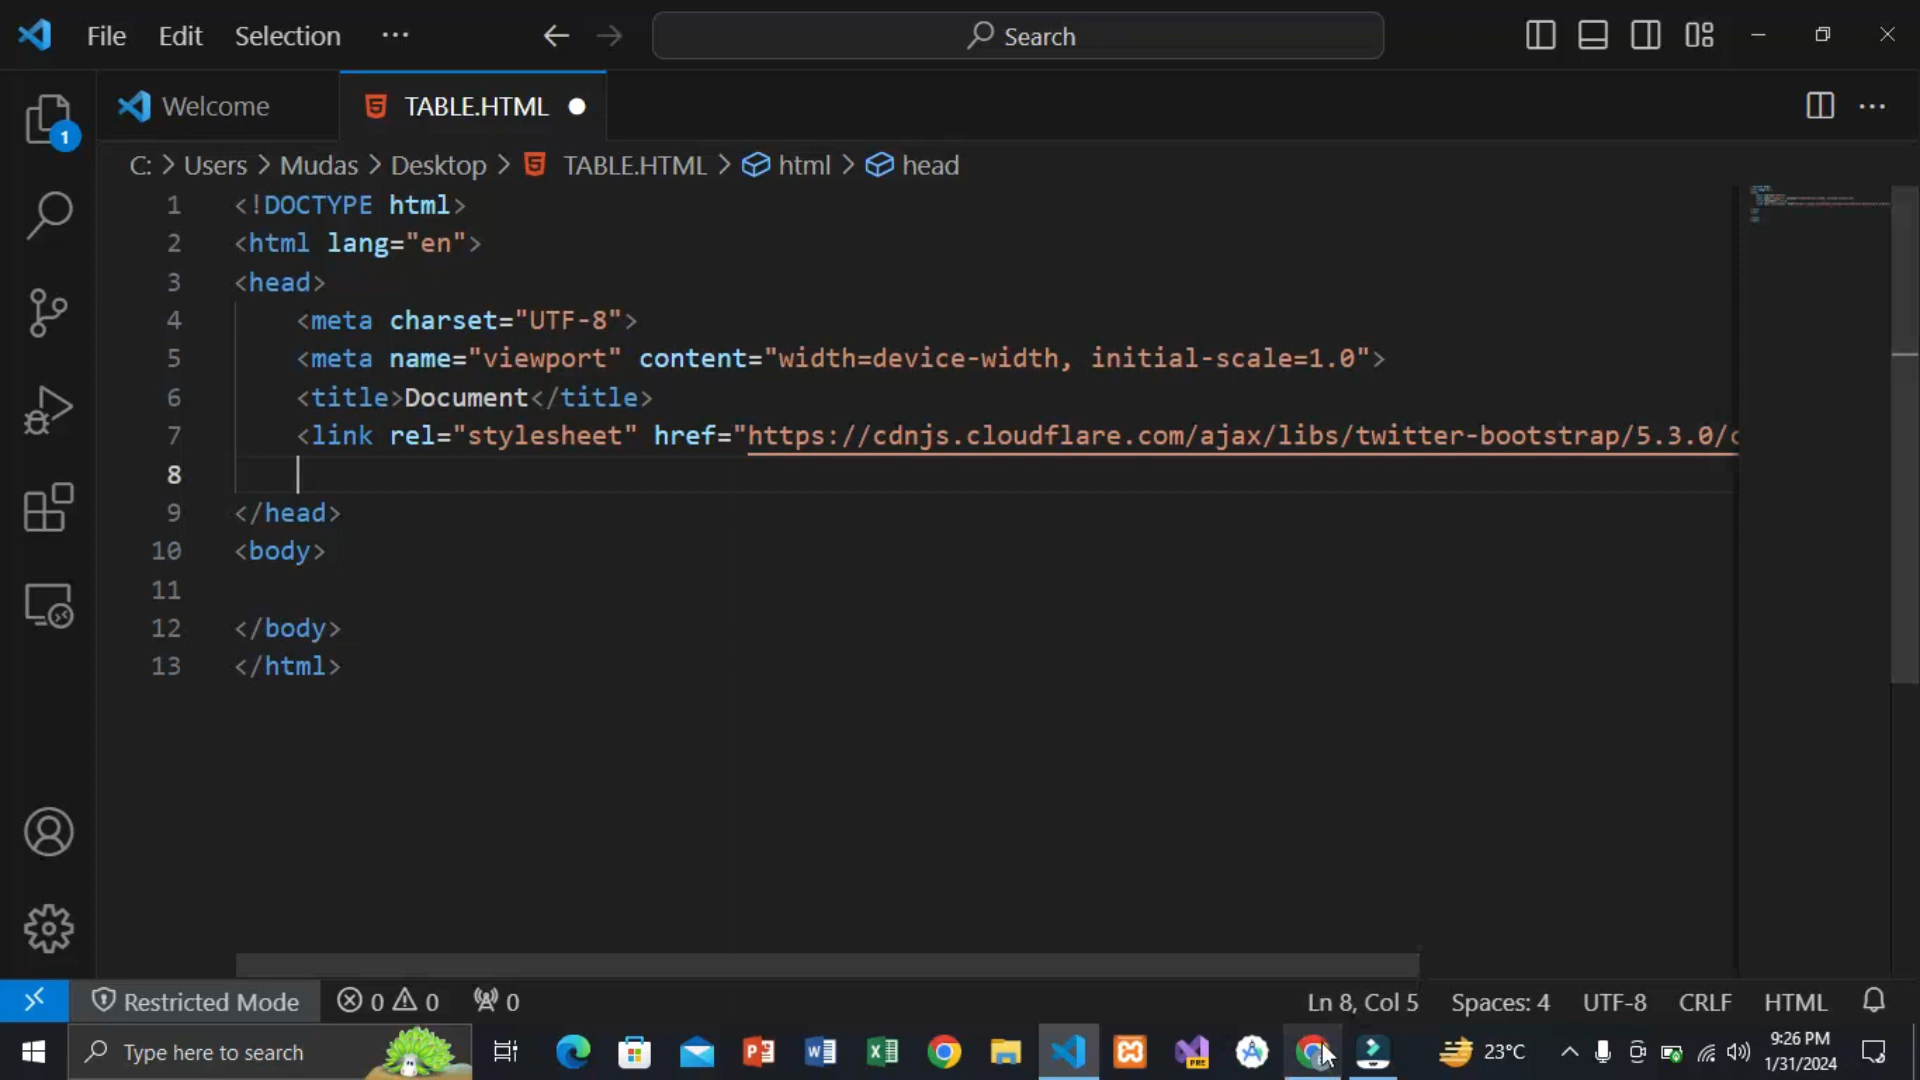 File Edit Selection ··· Search
Welcome TABLE.HTML
1
C: > Users > Mudas > Desktop > TABLE.HTML > html > head
1 <!DOCTYPE html>
2 <html lang="en">
3 <head>
4 <meta charset="UTF-8">
5 <meta name="viewport" content="width=device-width, initial-scale=1.0">
6 <title>Document</title>
7 <link rel="stylesheet" href="https://cdnjs.cloudflare.com/ajax/libs/twitter-bootstrap/5.3.0/c
8
9 </head>
10 <body>
11
12 </body>
13 </html>
Restricted Mode 0 0 0 Ln 8, Col 5 Spaces: 4 UTF-8 CRLF HTML
Type here to search 23°C 9:26 PM
1/31/2024